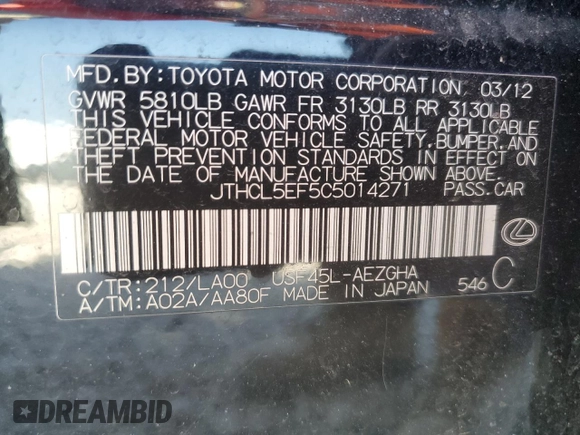 MFD.BY:TOYOTA MOTOR CORPORATION 03/12
GVWR 5810LB GAWR FR 3130LB RR 3130LB
THIS VEHICLE CONFORMS TO ALL APPLICABLE
FEDERAL MOTOR VEHICLE SAFETY,BUMPER,AND
THEFT PREVENTION STANDARDS IN EFFECT ON
THE DATE OF MANUFACTURE SHOWN ABOVE.
JTHCL5EF5C5014271 PASS.CAR
C/TR:212/LA00 USF45L-AEZGHA
A/TM:A02A/AA80F MADE IN JAPAN 546 C
DREAMBID